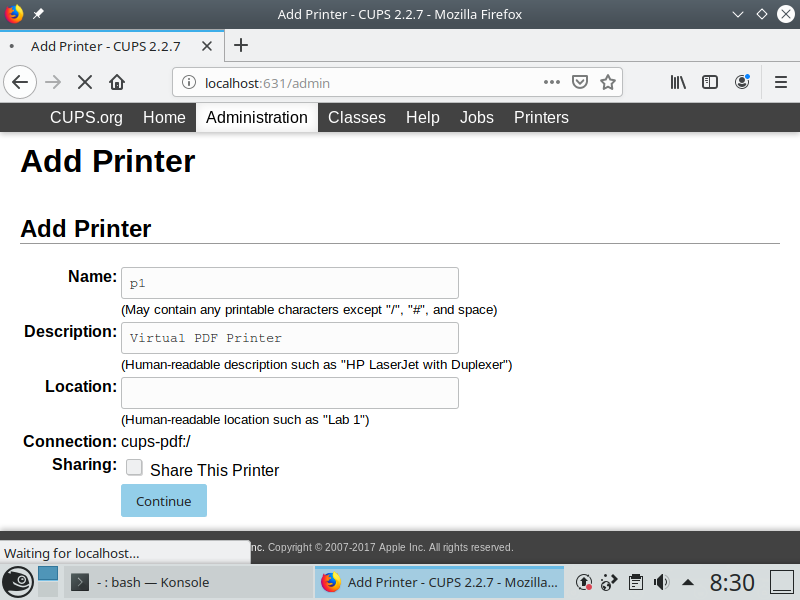 Add Printer - CUPS 2.2.7 - Mozilla Firefox
Add Printer - CUPS 2.2.7
localhost:631/admin
CUPS.org Home Administration Classes Help Jobs Printers
Add Printer
Add Printer
Name: p1
(May contain any printable characters except "/", "#", and space)
Description: Virtual PDF Printer
(Human-readable description such as "HP LaserJet with Duplexer")
Location:
(Human-readable location such as "Lab 1")
Connection: cups-pdf:/
Sharing: Share This Printer
Continue
nc. Copyright © 2007-2017 Apple Inc. All rights reserved.
Waiting for localhost...
- : bash — Konsole
Add Printer - CUPS 2.2.7 - Mozilla...
8:30